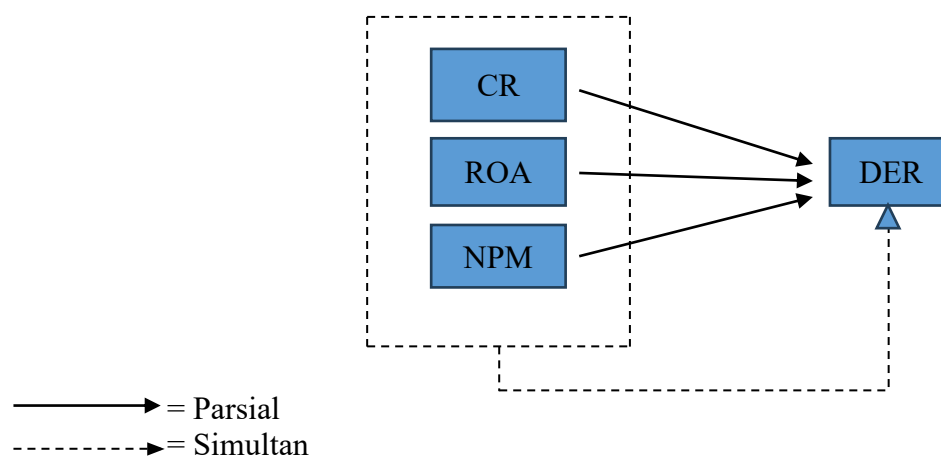 CR
ROA
DER
NPM
= Parsial
= Simultan